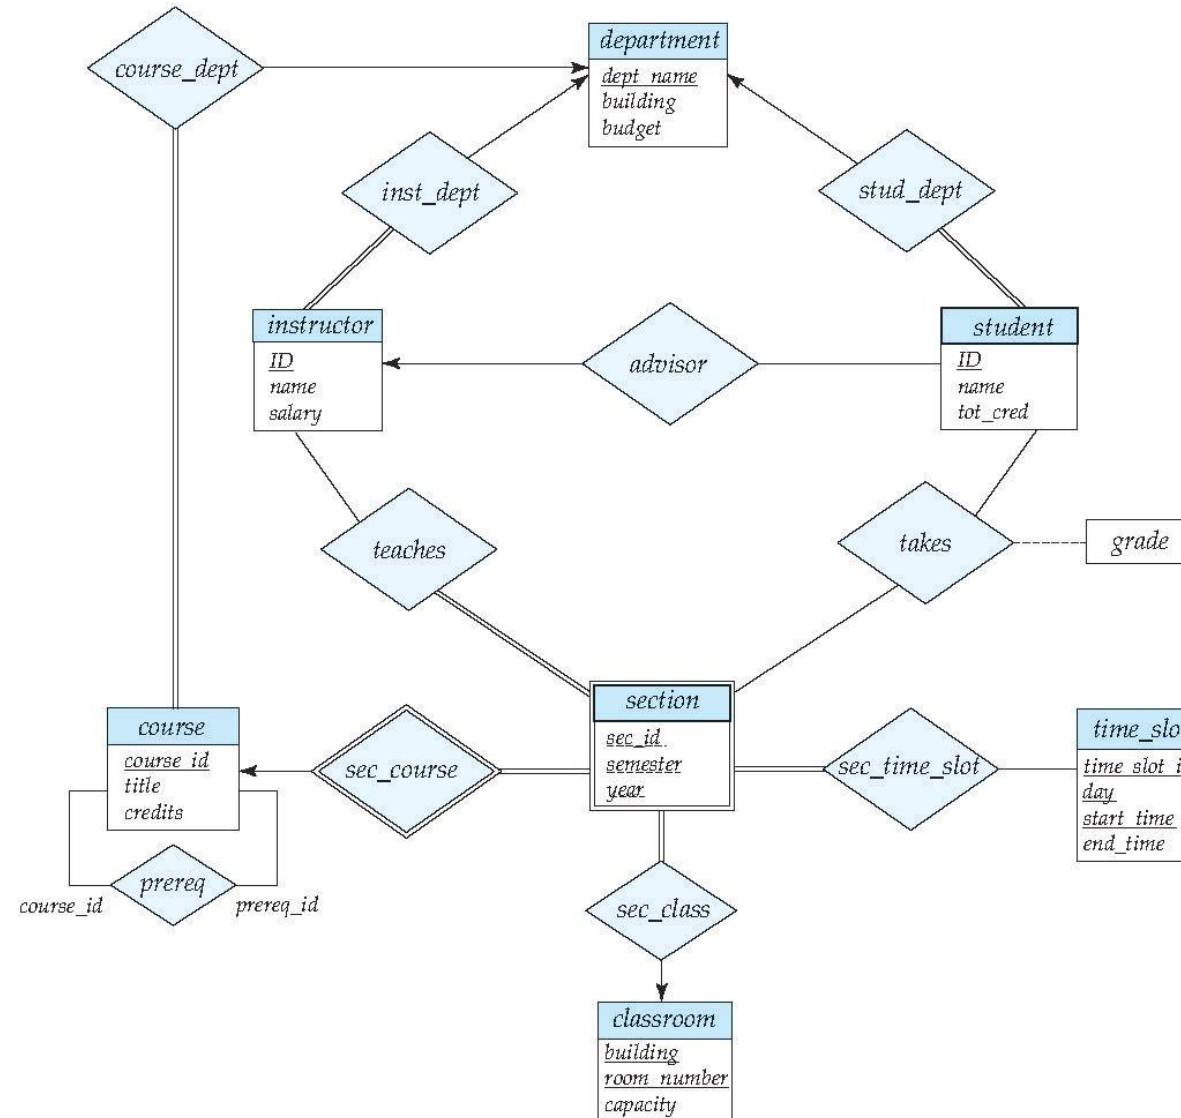 department
course_dept
dept_name
building
budget
inst_dept
stud_dept
instructor
ID
name
salary
advisor
student
ID
name
tot_cred
teaches
takes
grade
section
sec_id
semester
year
course
course_id
title
credits
sec_course
sec_time_slot
time_slo
time_slot_i
day
start_time
end_time
prereq
course_id
prereq_id
sec_class
classroom
building
room_number
capacity